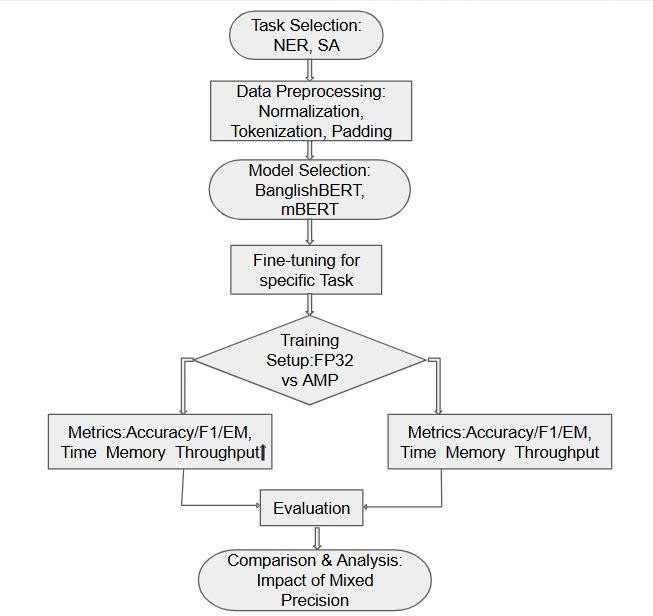 Task Selection:
NER, SA
Data Preprocessing:
Normalization,
Tokenization, Padding
Model Selection:
BanglishBERT,
mBERT
Fine-tuning for
specific Task
Training
Setup:FP32
vs AMP
Metrics:Accuracy/F1/EM,
Time Memory Throughput
Metrics:Accuracy/F1/EM,
Time Memory Throughput
Evaluation
Comparison & Analysis:
Impact of Mixed
Precision